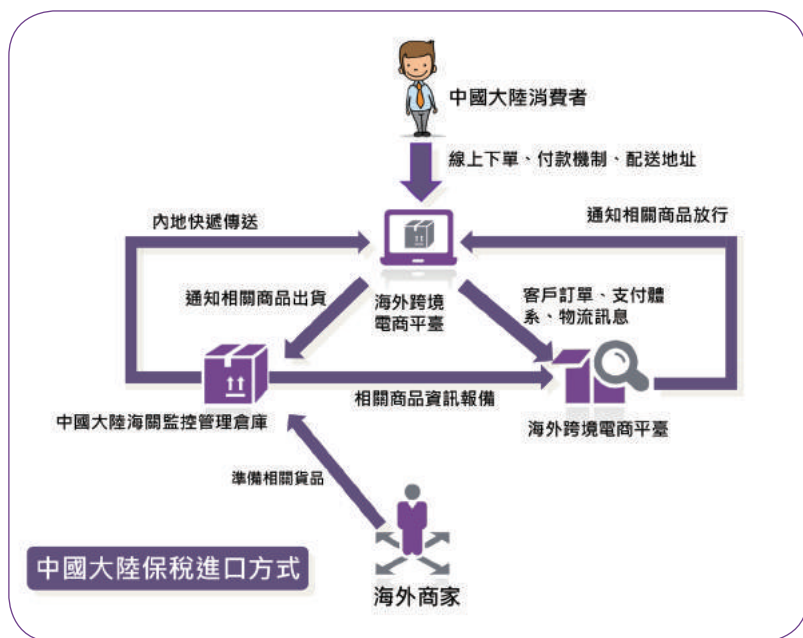 中國大陸消費者
線上下單、付款機制、配送地址
內地快遞傳送
通知相關商品放行
通知相關商品出貨
海外跨境
電商平臺
客戶訂單、支付體
系、物流訊息
相關商品資訊報備
中國大陸海關監控管理倉庫
海外跨境電商平臺
準備相關貨品
中國大陸保稅進口方式
海外商家